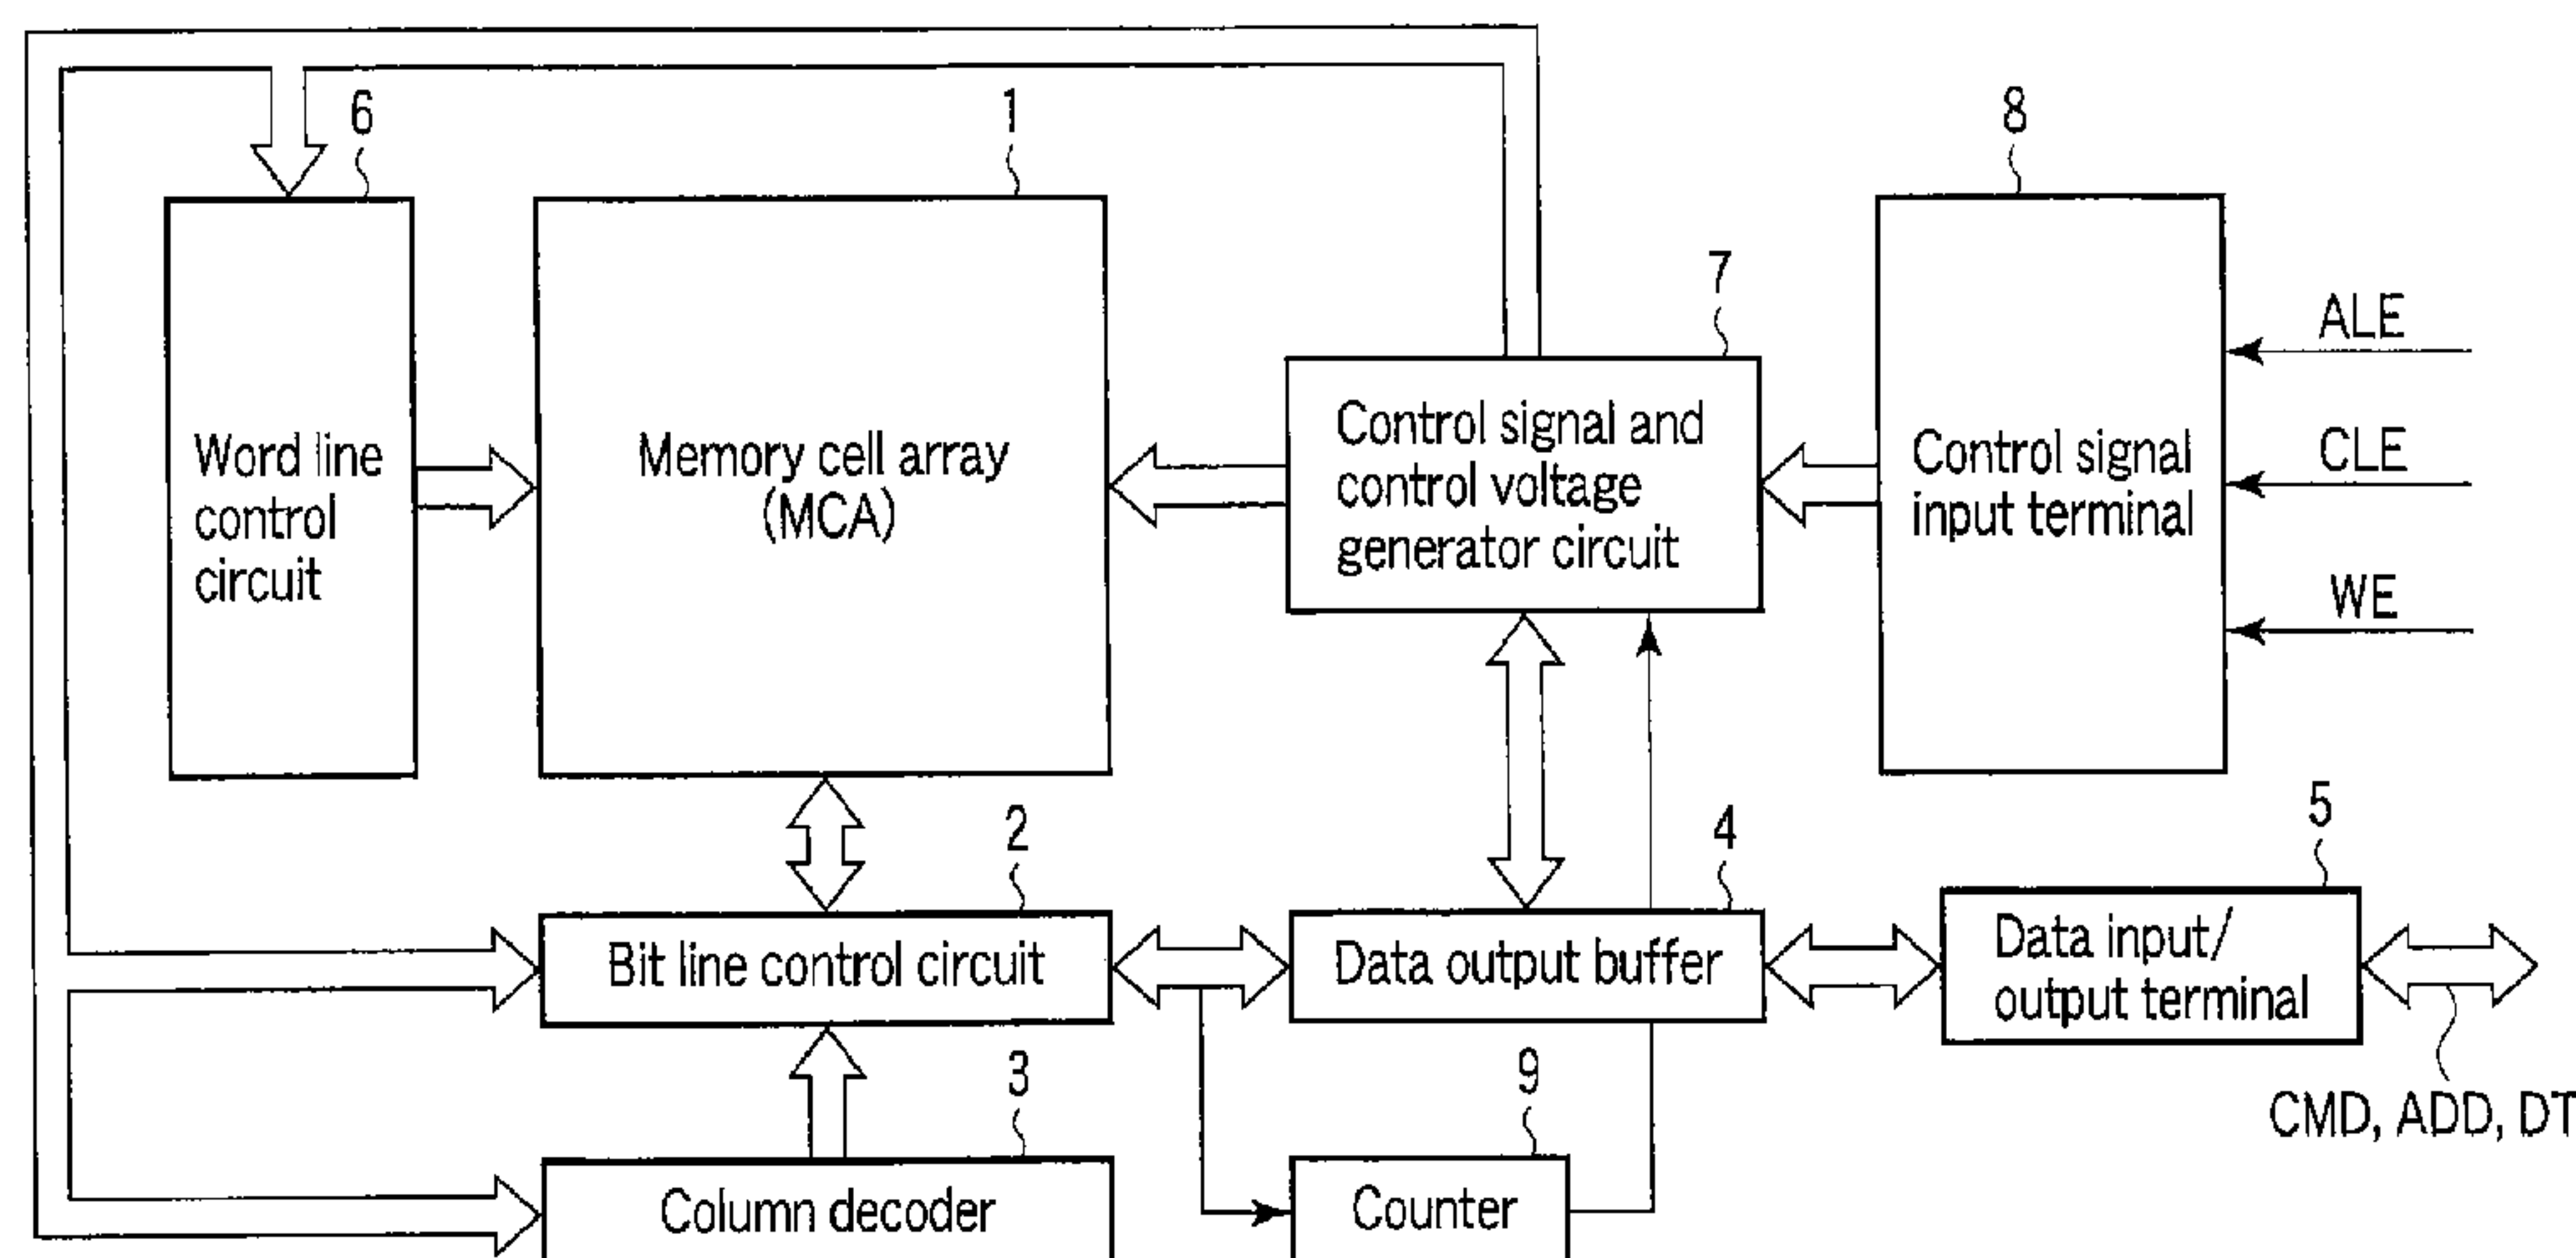 6
1
8
7
Word line
control
circuit
Memory cell array
(MCA)
Control signal and
control voltage
generator circuit
Control signal
input terminal
ALE
CLE
WE
2
4
5
Bit line control circuit
Data output buffer
Data input/
output terminal
3
9
CMD, ADD, DT
Column decoder
Counter